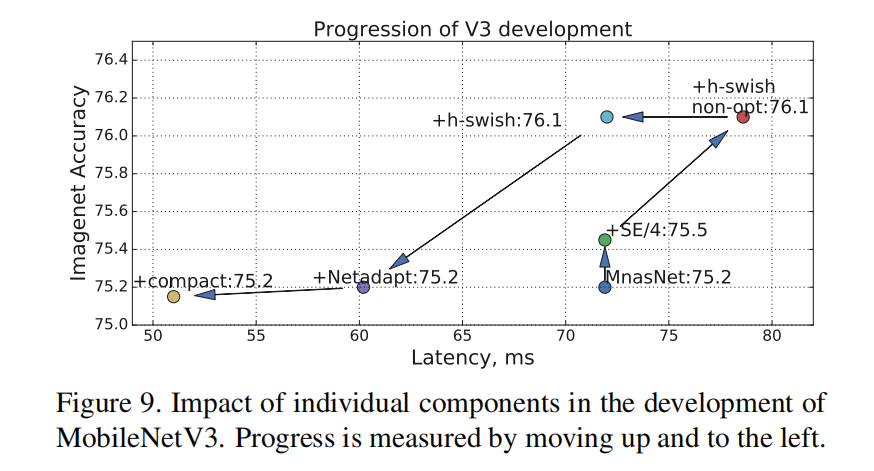 Progression of V3 development
Imagenet Accuracy
76.4
76.2
76.0
75.8
75.6
75.4
75.2
75.0
+h-swish
non-opt:76.1
+h-swish:76.1
+SE/4:75.5
MnasNet:75.2
+Netadapt:75.2
+compact:75.2
50 55 60 65 70 75 80
Latency, ms
Figure 9. Impact of individual components in the development of
MobileNetV3. Progress is measured by moving up and to the left.